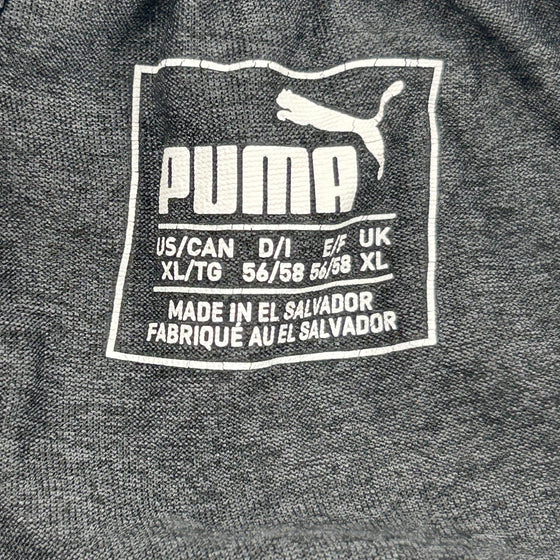 PUMA
US/CAN D/I E/F UK
XL/TG 56/58 56/58 XL
MADE IN EL SALVADOR
FABRIQUÉ AU EL SALVADOR